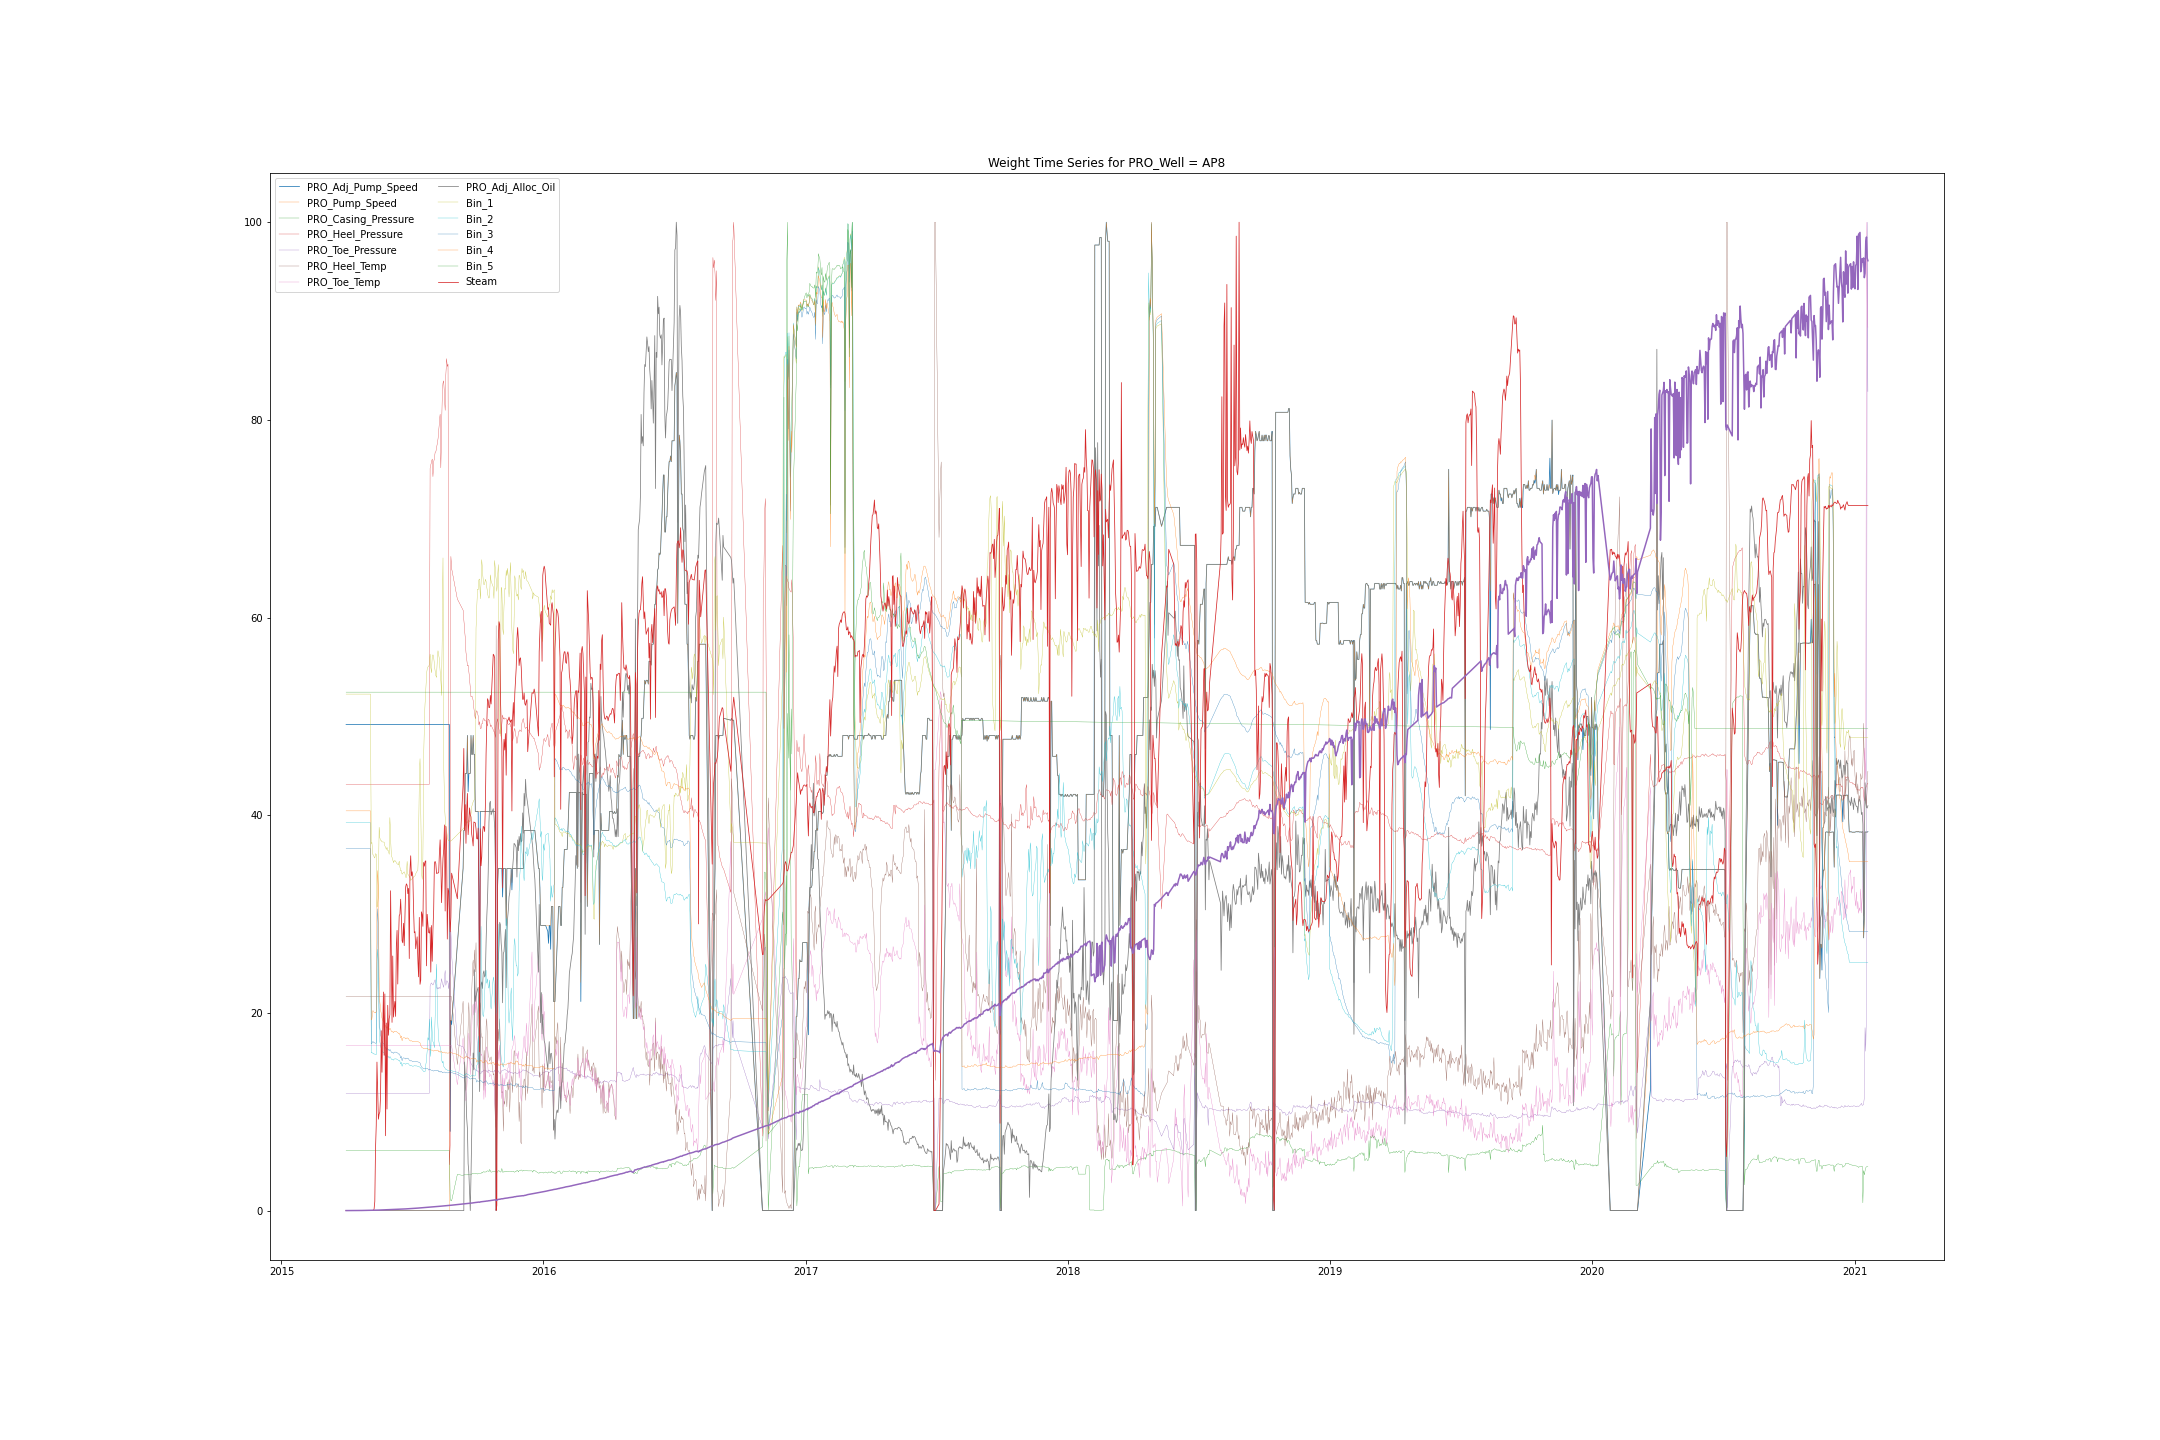 Weight Time Series for PRO_Well = AP8
PRO_Adj_Pump_Speed
PRO_Pump_Speed
PRO_Casing_Pressure
PRO_Heel_Pressure
PRO_Toe_Pressure
PRO_Heel_Temp
PRO_Toe_Temp
PRO_Adj_Alloc_Oil
Bin_1
Bin_2
Bin_3
Bin_4
Bin_5
Steam
100
80
60
40
20
0
2015 2016 2017 2018 2019 2020 2021